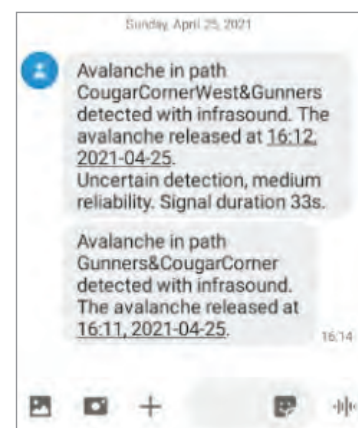 Sunday, April 25, 2021
Avalanche in path
CougarCornerWest&Gunners
detected with infrasound. The
avalanche released at 16:12,
2021-04-25.
Uncertain detection, medium
reliability. Signal duration 33s.
Avalanche in path
Gunners&CougarCorner
detected with infrasound.
The avalanche released at
16:11, 2021-04-25.
16:14